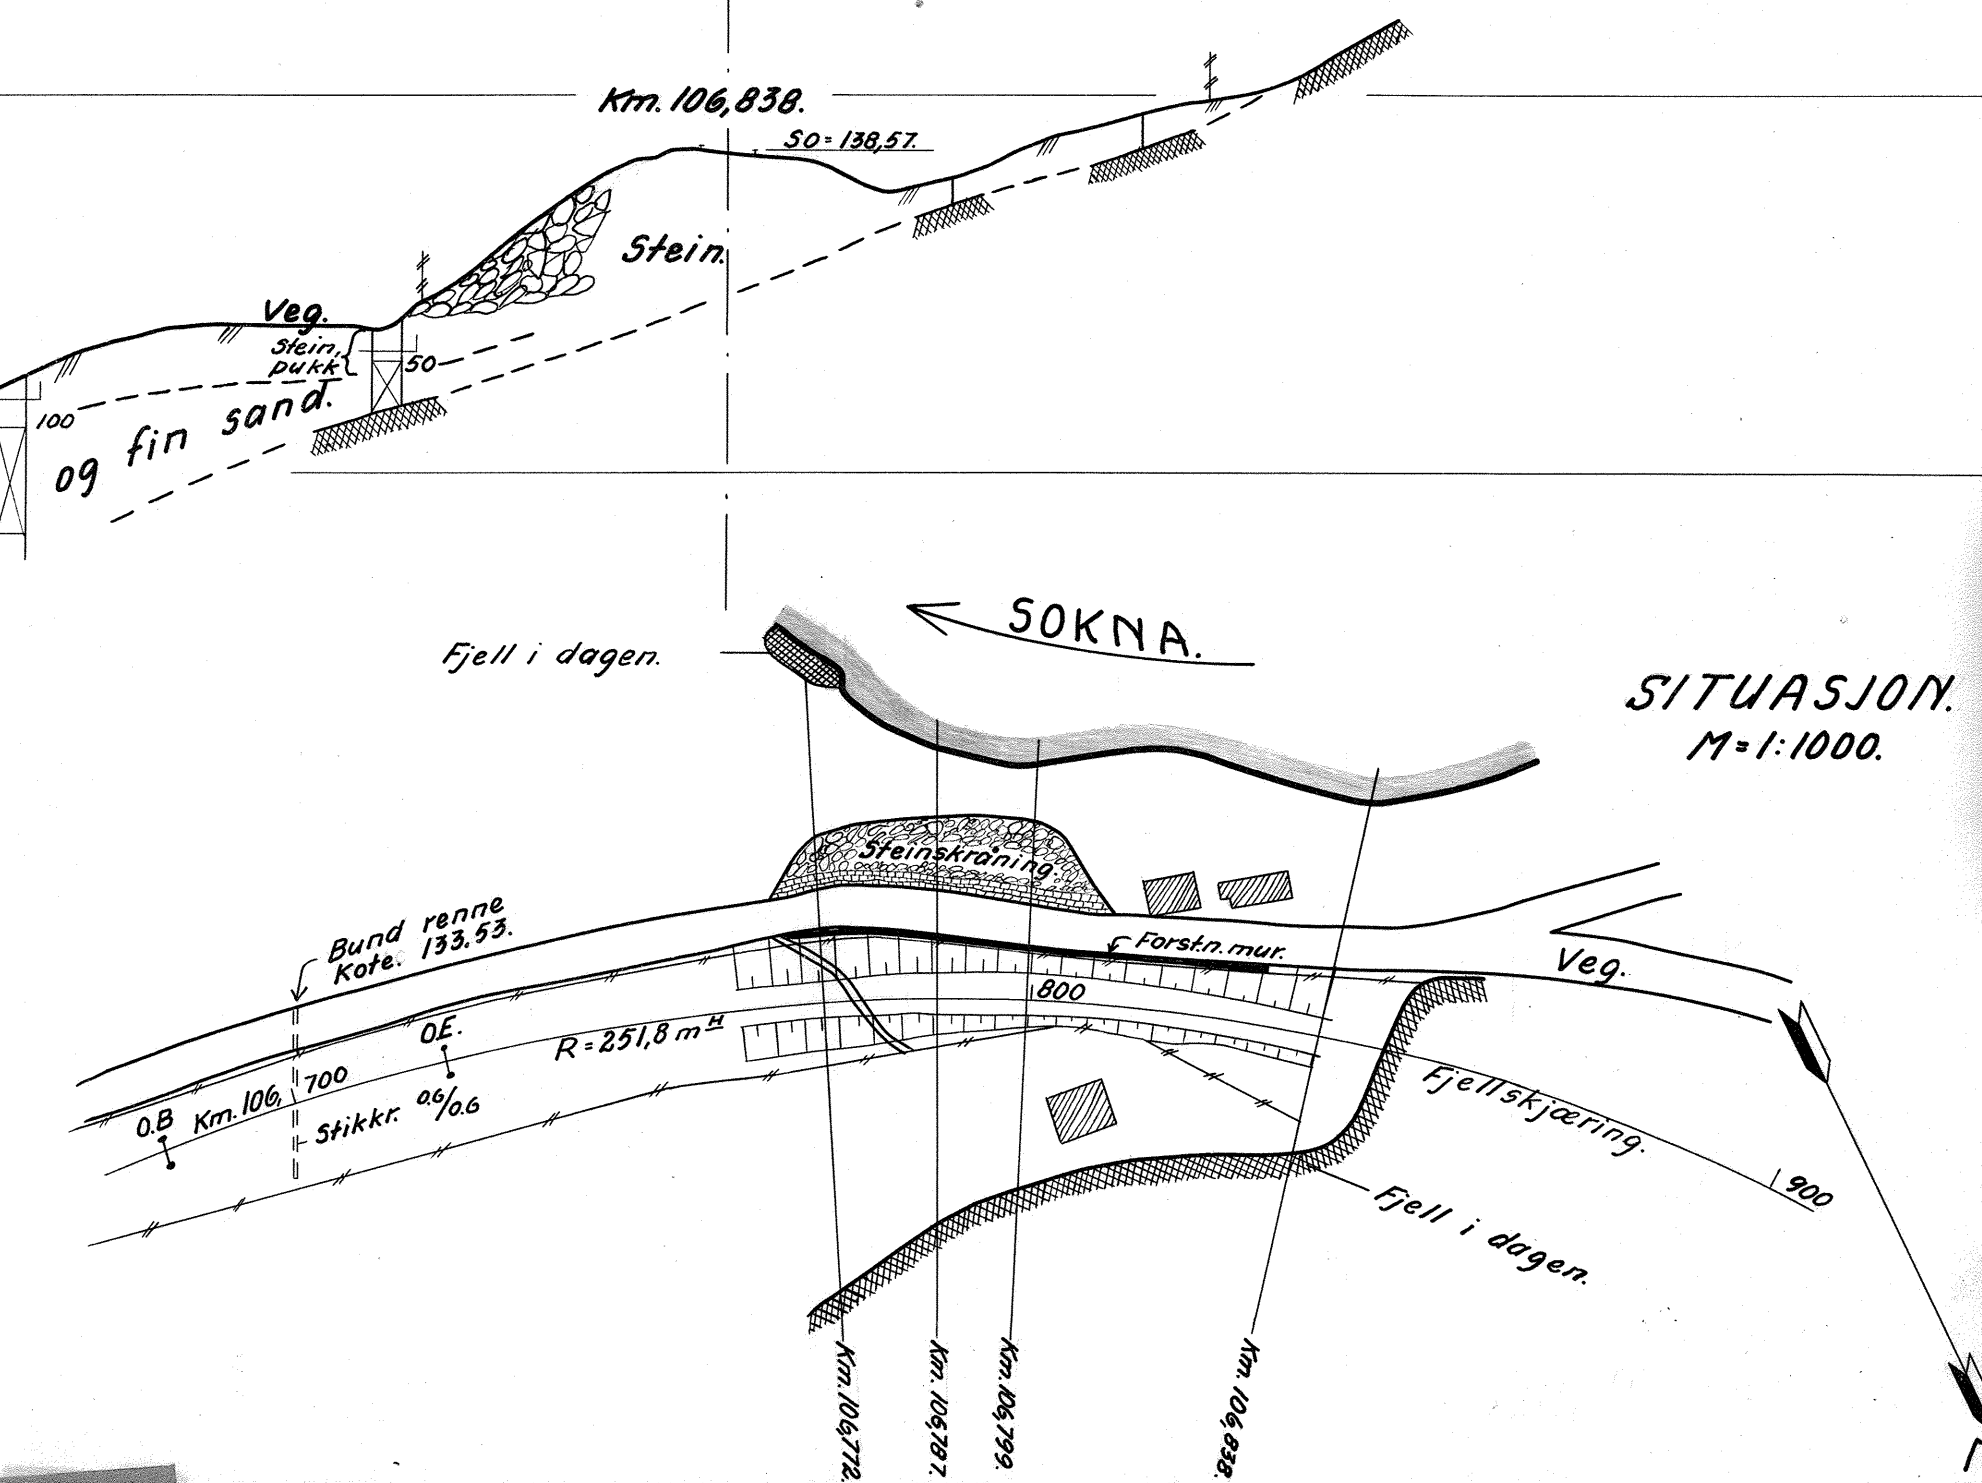 Km. 106,838.
SO = 138,57.
Stein.
Veg.
Stein,
pukk
50
100
og fin sand.
SOKNA.
Fjell i dagen.
SITUASJON.
M = 1:1000.
Steinskråning.
Bund renne
Kote. 133.53.
Forst.n. mur.
Veg.
800
O.E.
R = 251,8 m H
O.B
Km. 106, 700
Stikkr. 0.6/0.6
Fjellskjæring.
900
Fjell i dagen.
Km. 106,772.
Km. 106,787.
Km. 106,799.
Km. 106,838.